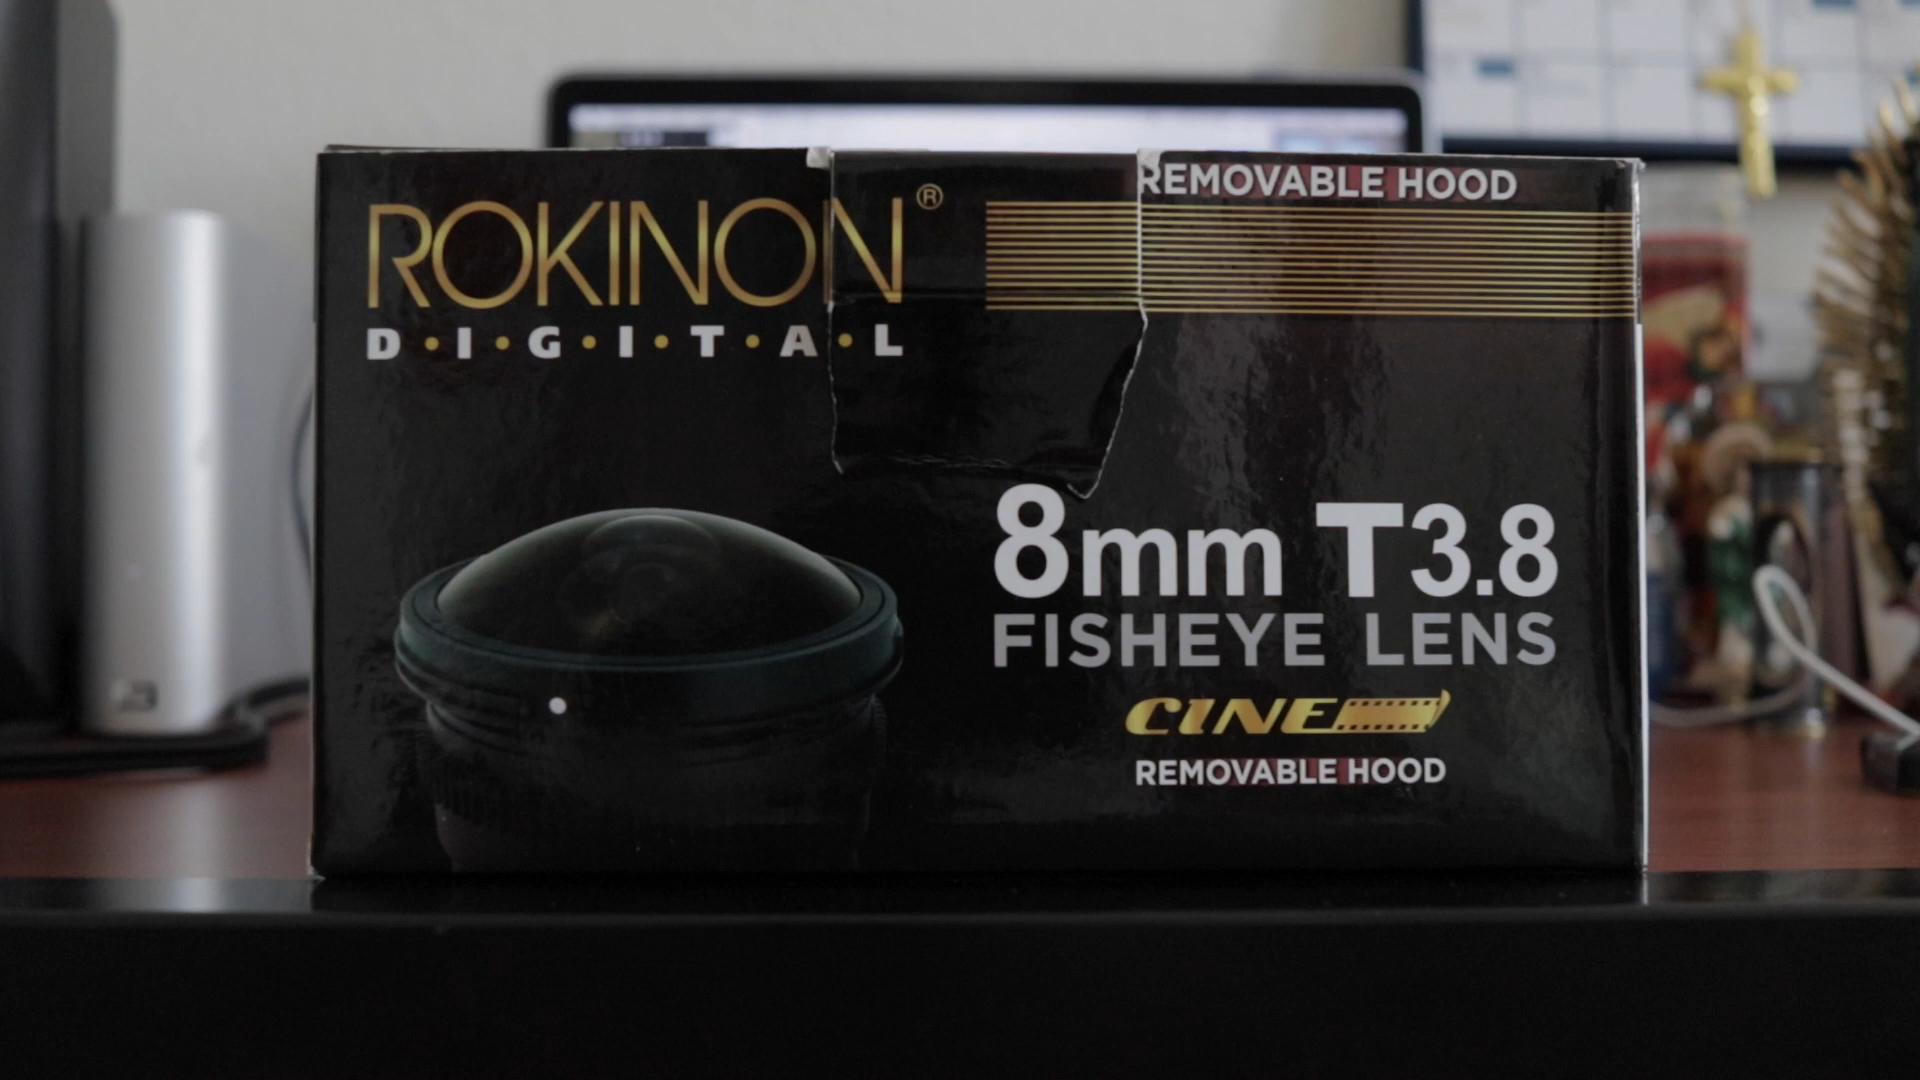 REMOVABLE HOOD
ROKINON®
D·I·G·I·T·A·L
8mm T3.8
FISHEYE LENS
CINE
REMOVABLE HOOD